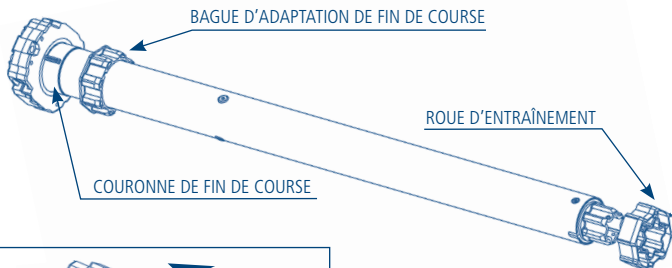 BAGUE D'ADAPTATION DE FIN DE COURSE
ROUE D'ENTRAÎNEMENT
COURONNE DE FIN DE COURSE